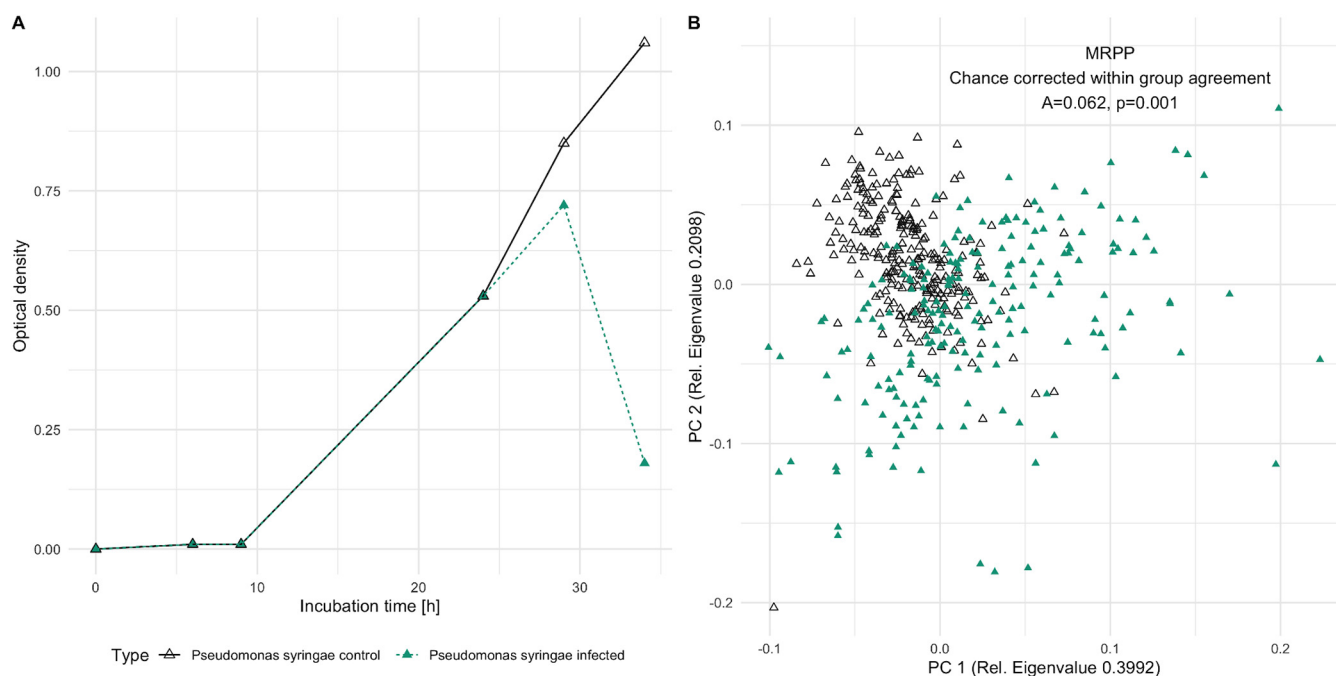 A
1.00
0.75
0.50
0.25
0.00
Optical density
0
10
20
30
Incubation time [h]
Type
Pseudomonas syringae control
Pseudomonas syringae infected
B
MRPP
Chance corrected within group agreement
A=0.062, p=0.001
0.1
0.0
-0.1
-0.2
PC 2 (Rel. Eigenvalue 0.2098)
-0.1
0.0
0.1
0.2
PC 1 (Rel. Eigenvalue 0.3992)